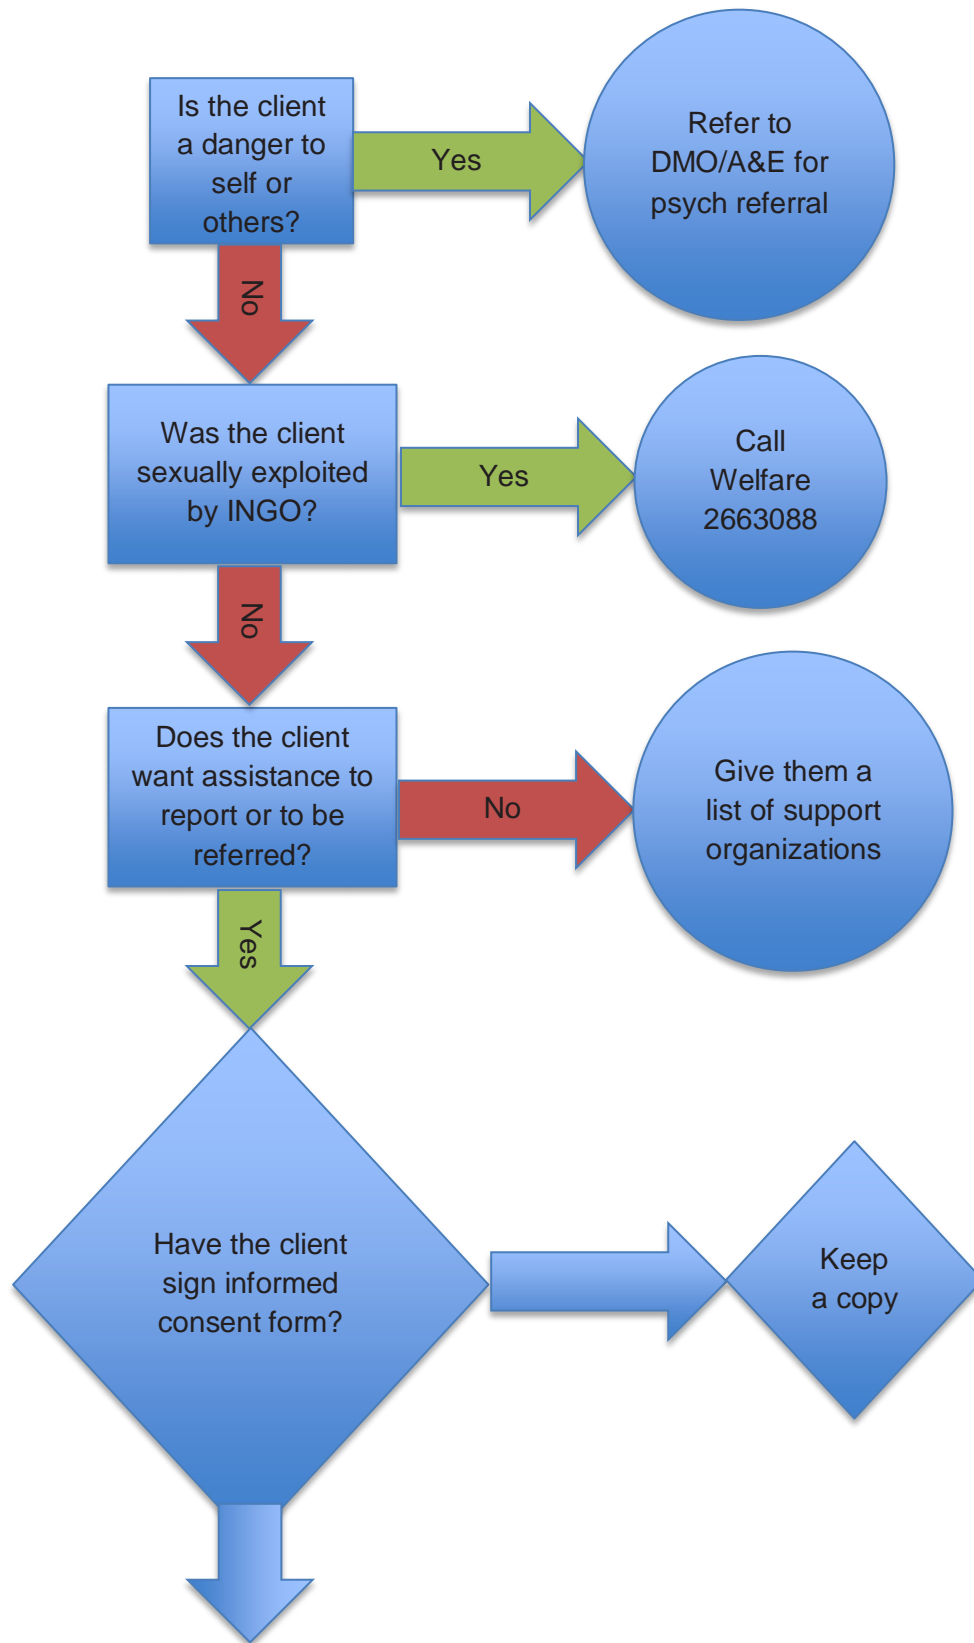 Is the client
a danger to
self or
others?
Yes
Refer to
DMO/A&E for
psych referral
No
Was the client
sexually exploited
by INGO?
Yes
Call
Welfare
2663088
No
Does the client
want assistance to
report or to be
referred?
No
Give them a
list of support
organizations
Yes
Have the client
sign informed
consent form?
Keep
a copy